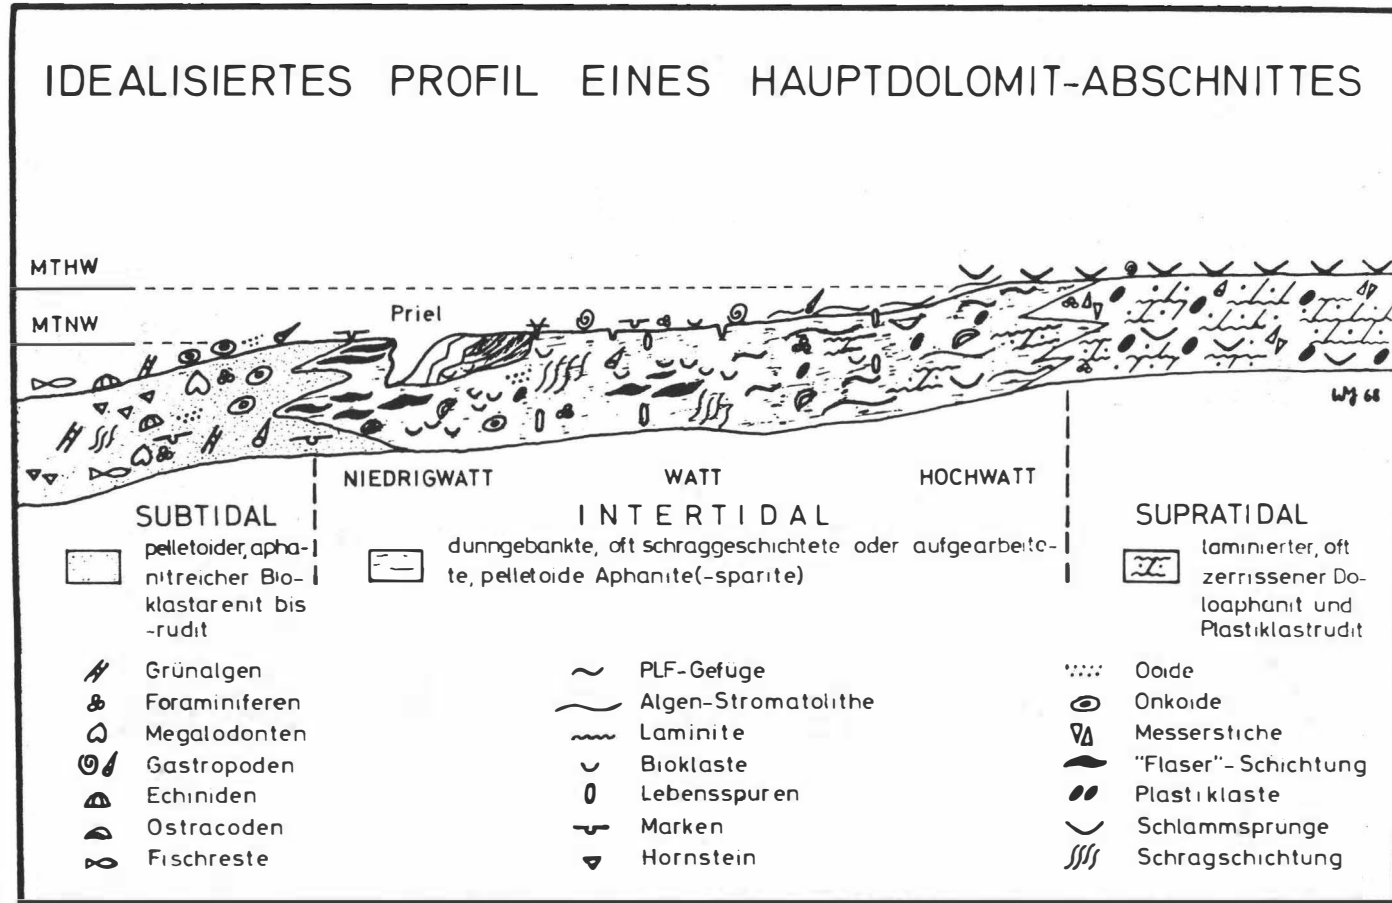 IDEALISIERTES PROFIL EINES HAUPTDOLOMIT-ABSCHNITTES
MTHW
MTNW
Priel
WJ 68
NIEDRIGWATT WATT HOCHWATT
SUBTIDAL
pelletoider, apha-
nitreicher Bio-
klastarenit bis
-rudit
INTERTIDAL
dunngebankte, oft schraggeschichtete oder aufgearbeite-
te, pelletoide Aphanite(-sparite)
SUPRATIDAL
laminierter, oft
zerrissener Do-
loaphanit und
Plastiklastrudit
Grünalgen
Foraminiferen
Megalodonten
Gastropoden
Echiniden
Ostracoden
Fischreste
PLF-Gefüge
Algen-Stromatolithe
Laminite
Bioklaste
Lebensspuren
Marken
Hornstein
Ooide
Onkoide
Messerstiche
"Flaser"-Schichtung
Plastiklaste
Schlammsprunge
Schragschichtung